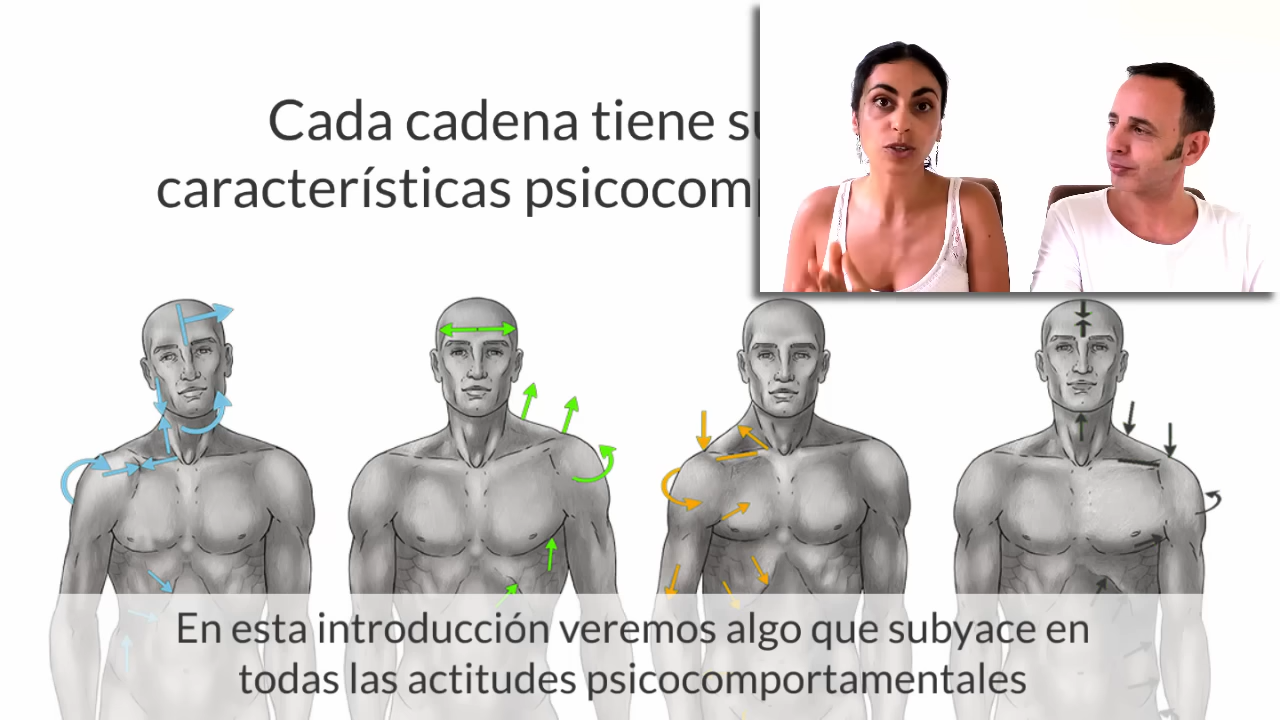 Cada cadena tiene su
características psicocomp
En esta introducción veremos algo que subyace en
todas las actitudes psicocomportamentales